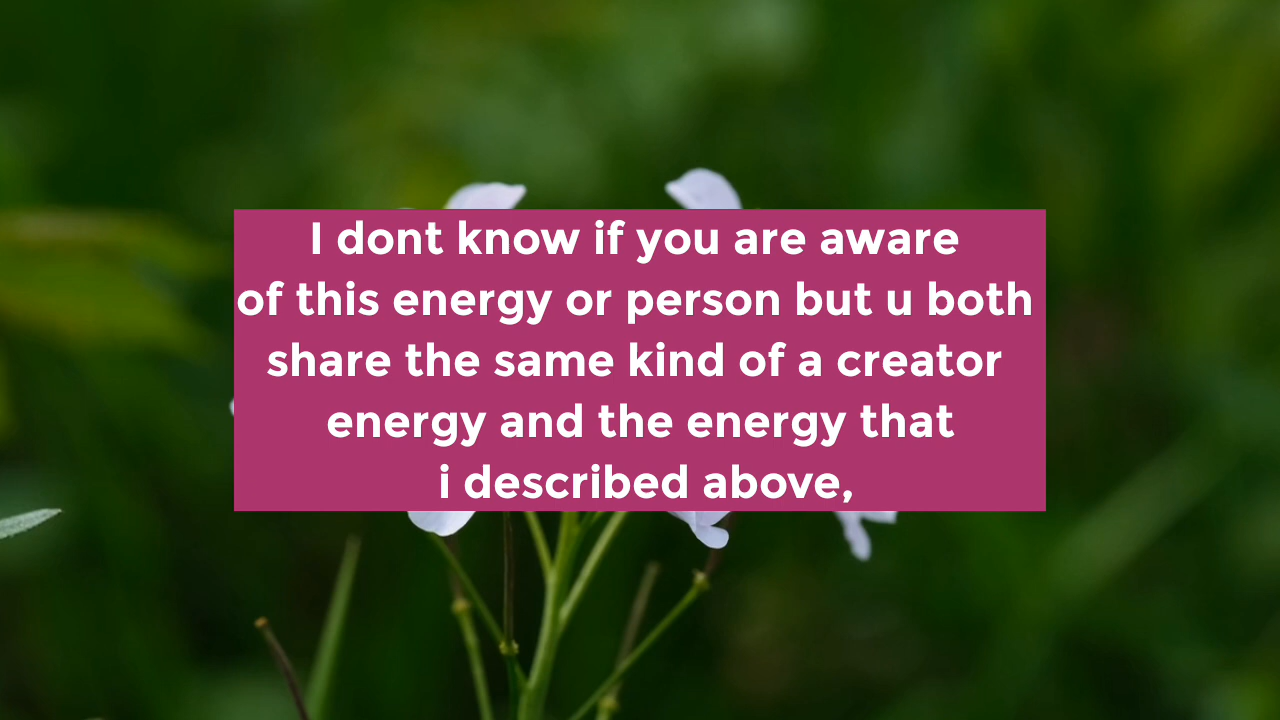 I dont know if you are aware
of this energy or person but u both
share the same kind of a creator
energy and the energy that
i described above,